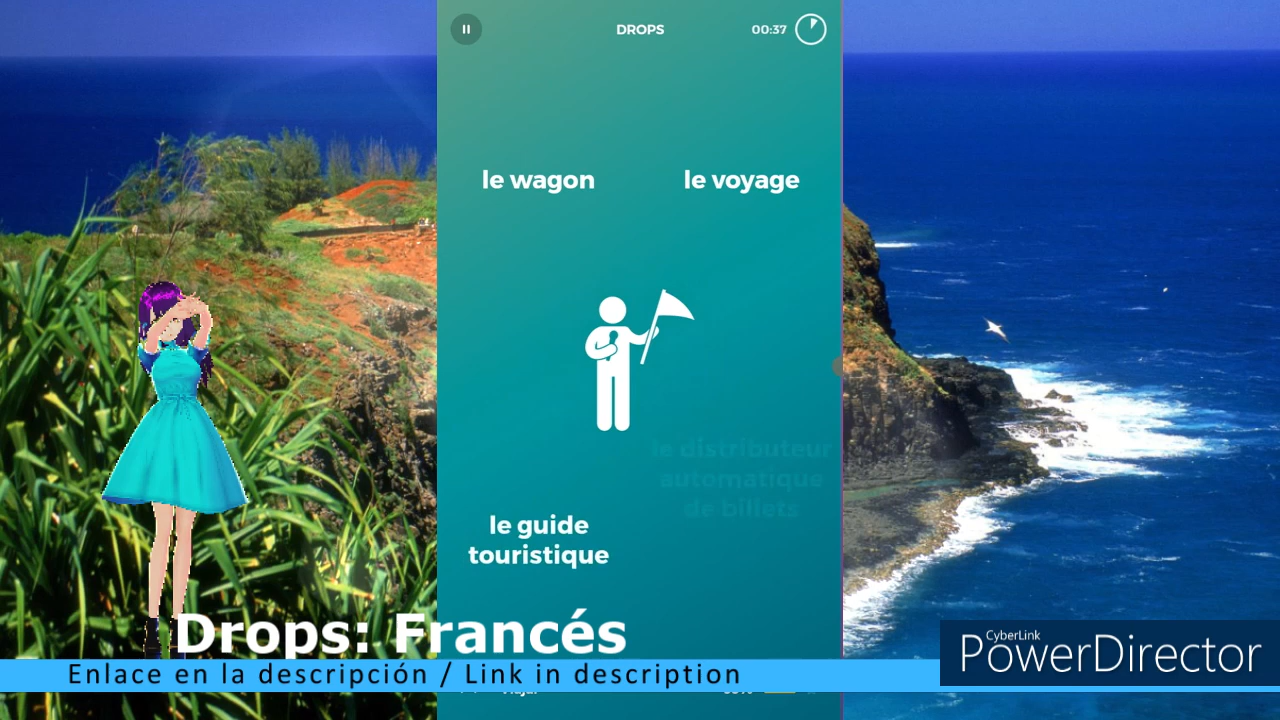 DROPS
00:37
le wagon
le voyage
le distributeur
automatique
de billets
le guide
touristique
Drops: Francés
Enlace en la descripción / Link in description
CyberLink
PowerDirector